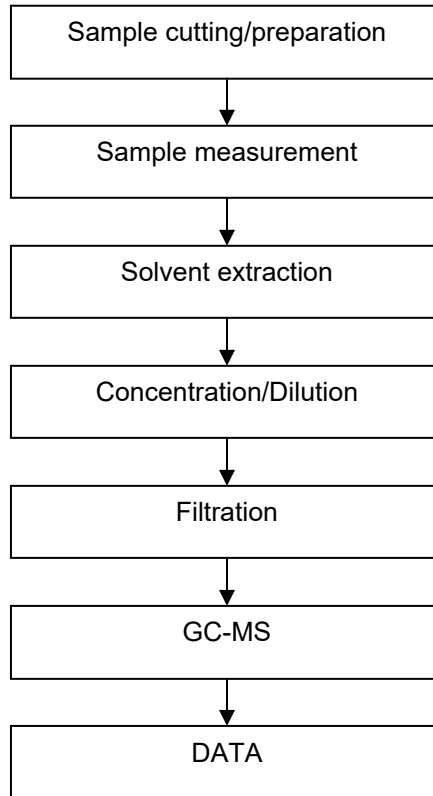 Sample cutting/preparation
Sample measurement
Solvent extraction
Concentration/Dilution
Filtration
GC-MS
DATA